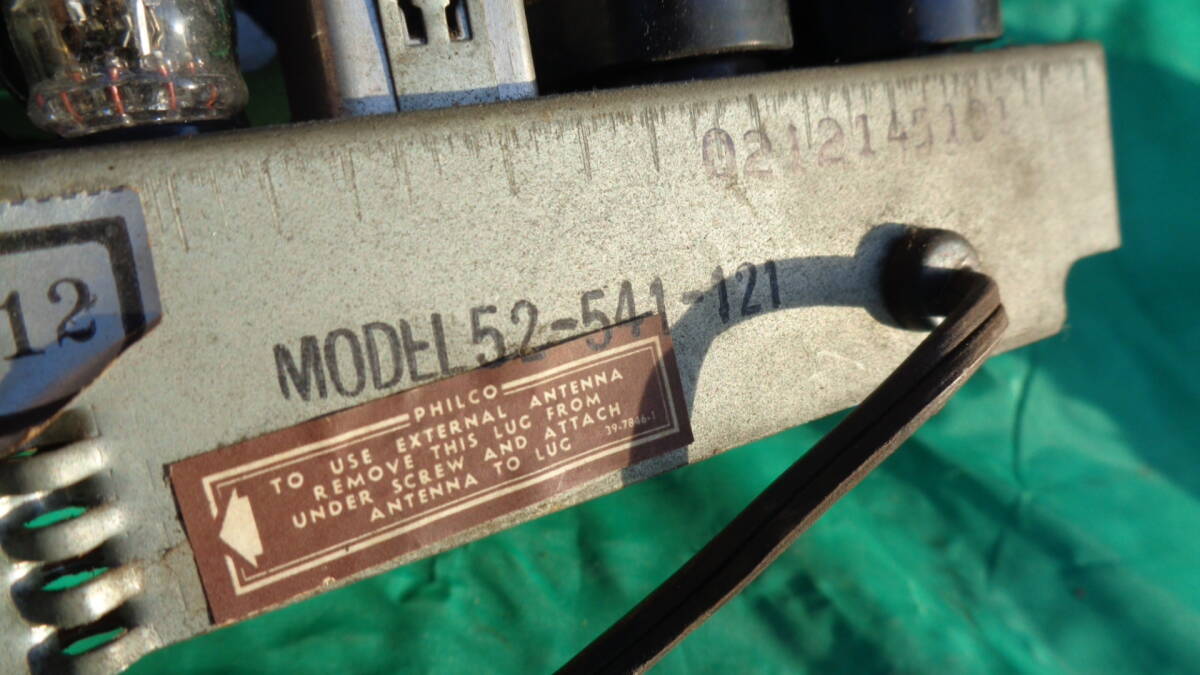 0212145101
12
MODEL 52-541-121
PHILCO
TO USE EXTERNAL ANTENNA
REMOVE THIS LUG FROM
UNDER SCREW AND ATTACH
ANTENNA TO LUG
39-7846-1